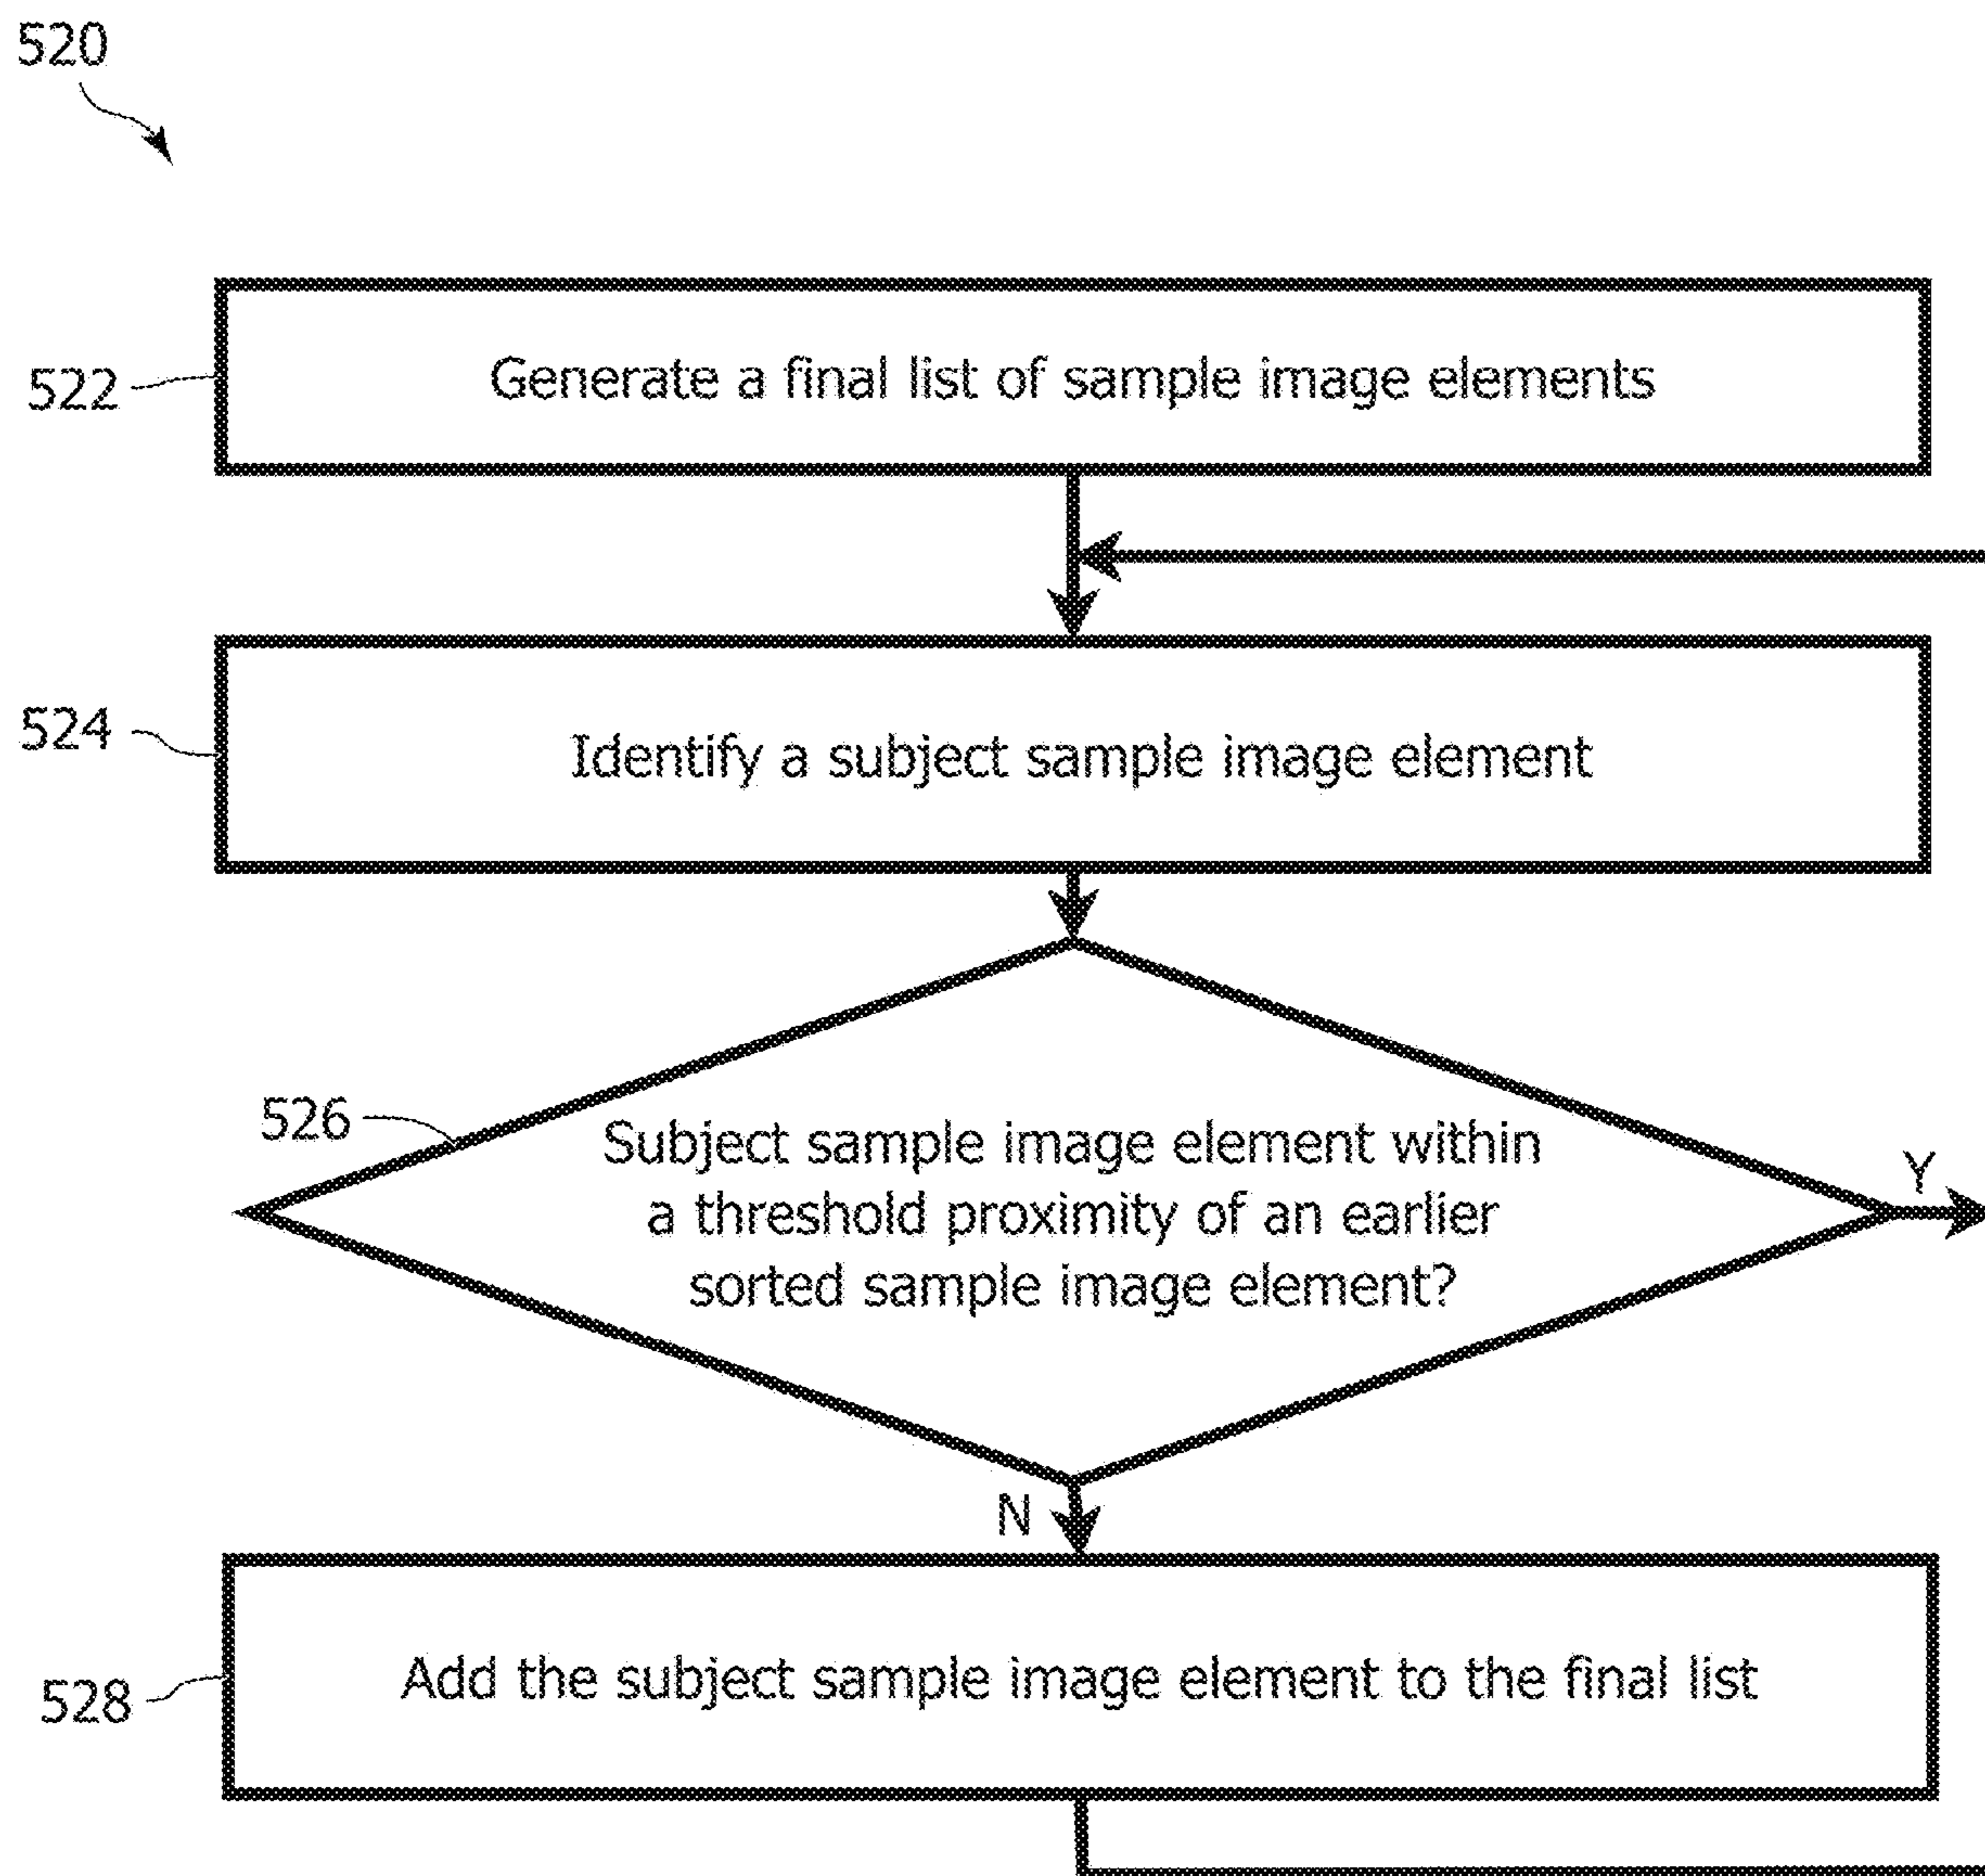 520
522
Generate a final list of sample image elements
524
Identify a subject sample image element
526
Subject sample image element within
a threshold proximity of an earlier
sorted sample image element?
Y
N
528
Add the subject sample image element to the final list